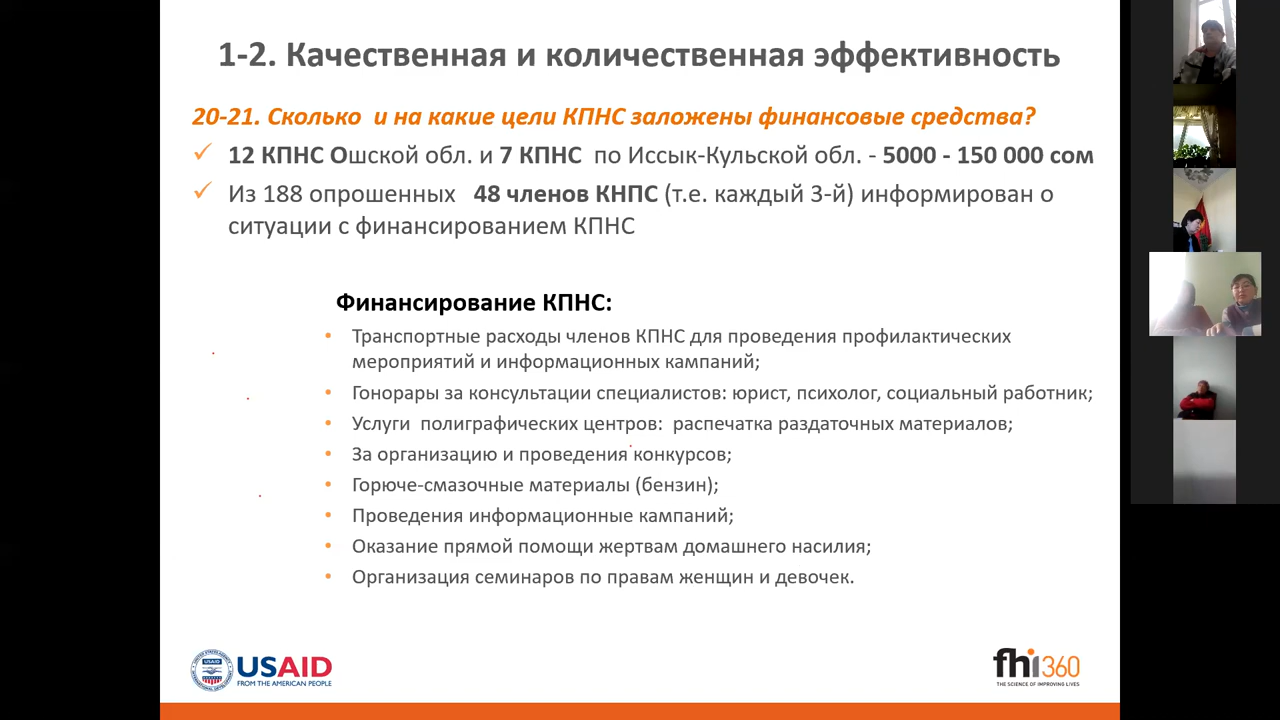 1-2. Качественная и количественная эффективность
20-21. Сколько и на какие цели КПНС заложены финансовые средства?
12 КПНС Ошской обл. и 7 КПНС по Иссык-Кульской обл. - 5000 - 150 000 сом
Из 188 опрошенных 48 членов КНПС (т.е. каждый 3-й) информирован о
ситуации с финансированием КПНС
Финансирование КПНС:
Транспортные расходы членов КПНС для проведения профилактических
мероприятий и информационных кампаний;
Гонорары за консультации специалистов: юрист, психолог, социальный работник;
Услуги полиграфических центров: распечатка раздаточных материалов;
За организацию и проведения конкурсов;
Горюче-смазочные материалы (бензин);
Проведения информационные кампаний;
Оказание прямой помощи жертвам домашнего насилия;
Организация семинаров по правам женщин и девочек.
USAID
FROM THE AMERICAN PEOPLE
fhi 360
THE SCIENCE OF IMPROVING LIVES